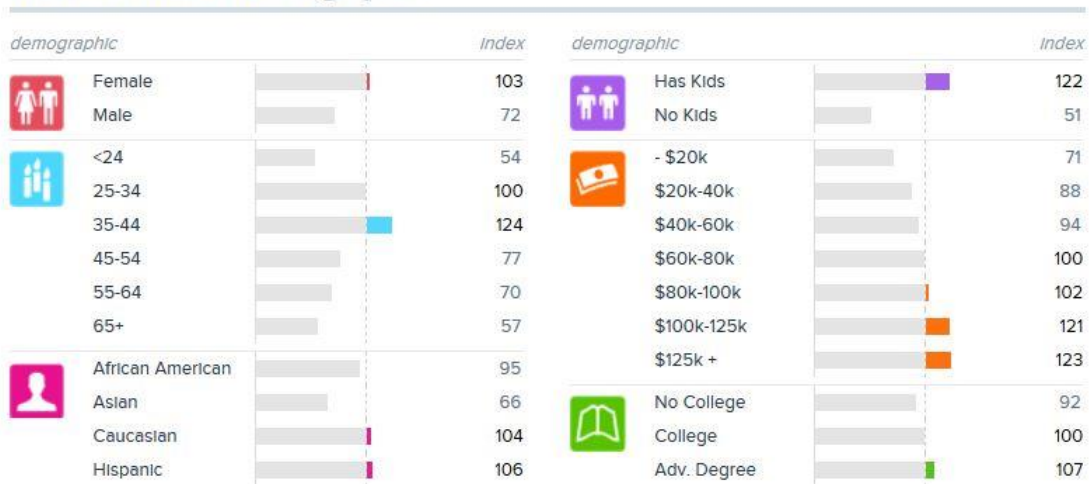 demographic index
Female 103
Male 72
<24 54
25-34 100
35-44 124
45-54 77
55-64 70
65+ 57
African American 95
Asian 66
Caucasian 104
Hispanic 106
demographic index
Has Kids 122
No Kids 51
- $20k 71
$20k-40k 88
$40k-60k 94
$60k-80k 100
$80k-100k 102
$100k-125k 121
$125k + 123
No College 92
College 100
Adv. Degree 107